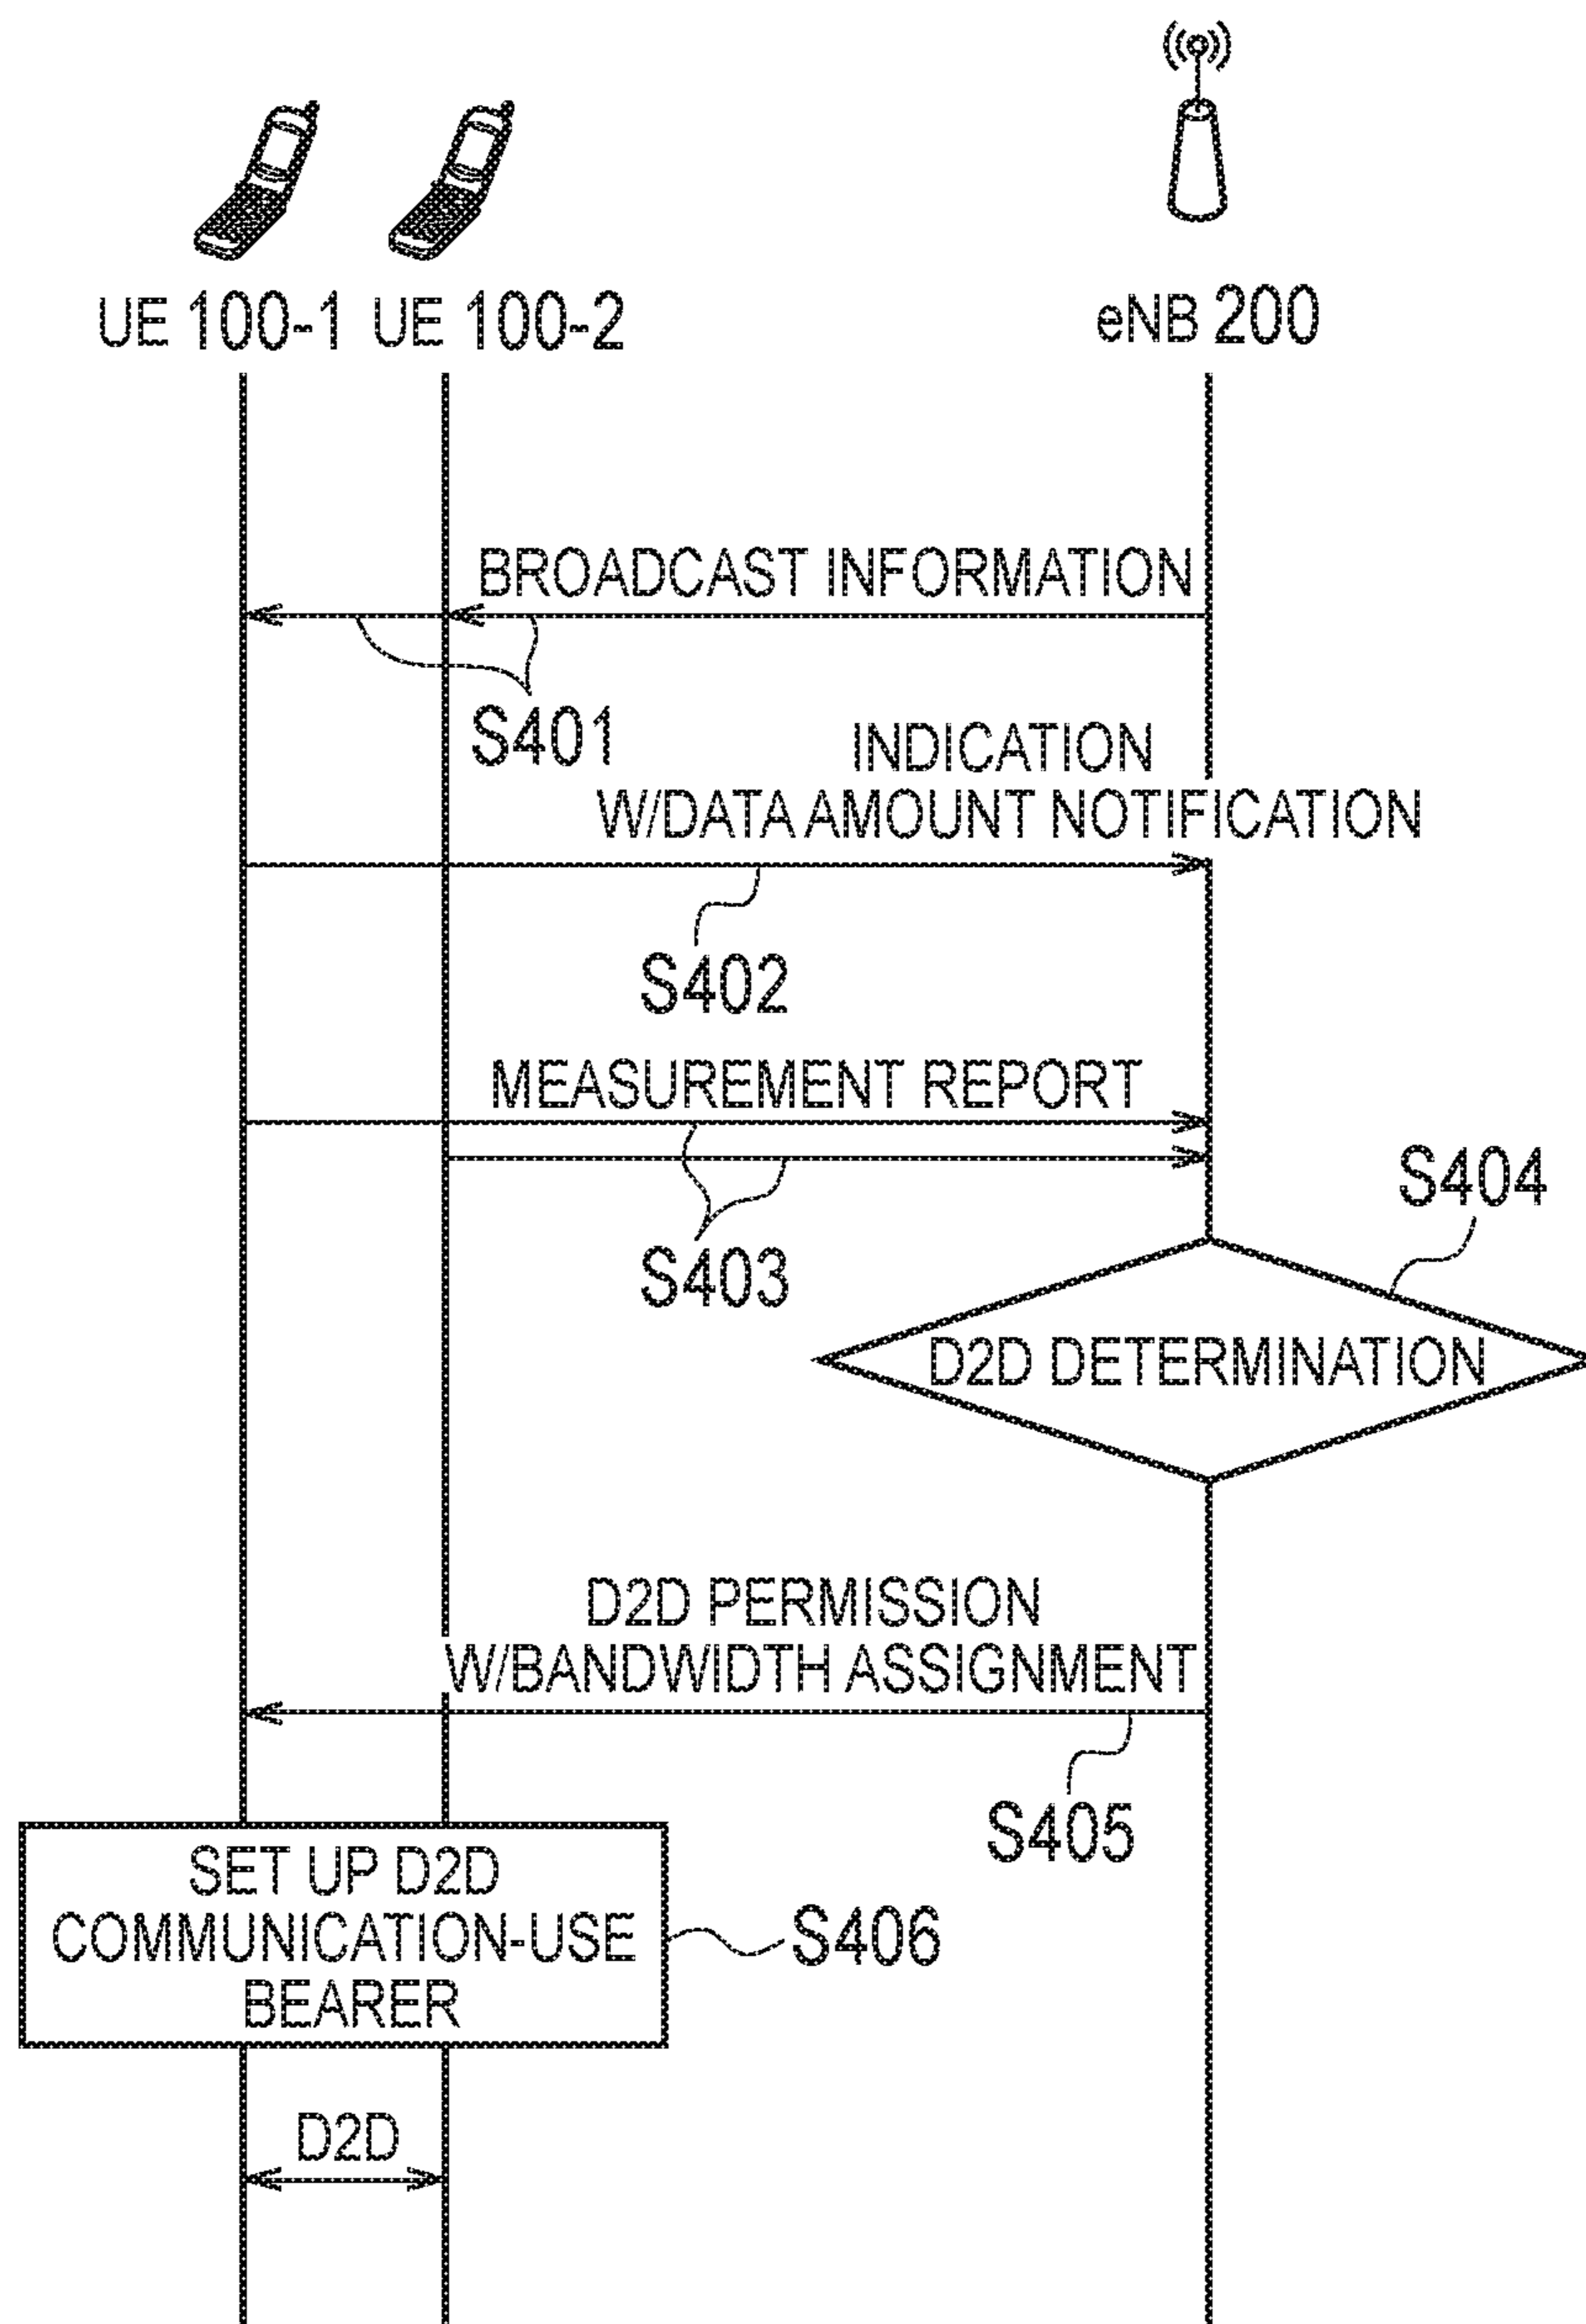 UE 100-1 UE 100-2
eNB 200
BROADCAST INFORMATION
S401
INDICATION
W/DATA AMOUNT NOTIFICATION
S402
MEASUREMENT REPORT
S403
S404
D2D DETERMINATION
D2D PERMISSION
W/BANDWIDTH ASSIGNMENT
S405
SET UP D2D
COMMUNICATION-USE
BEARER
S406
D2D